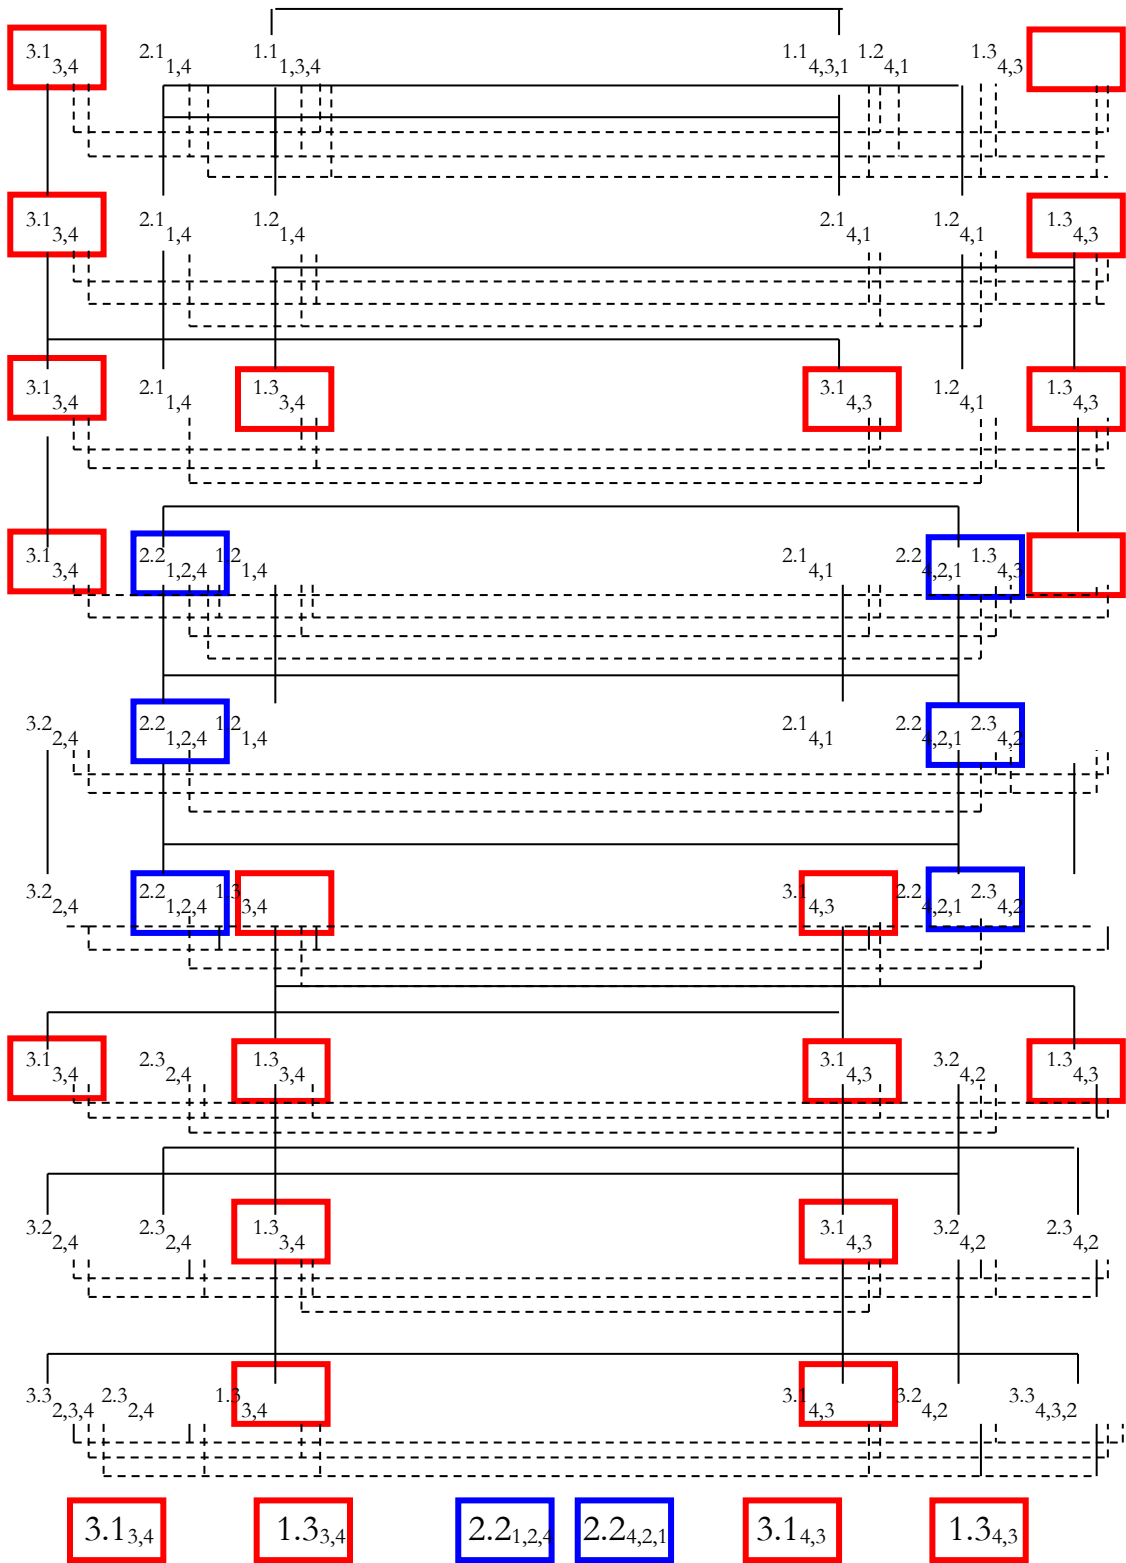 3.1 3,4 2.1 1,4 1.1 1,3,4 1.1 4,3,1 1.2 4,1 1.3 4,3
3.1 3,4 2.1 1,4 1.2 1,4 2.1 4,1 1.2 4,1 1.3 4,3
3.1 3,4 2.1 1,4 1.3 3,4 3.1 4,3 1.2 4,1 1.3 4,3
3.1 3,4 2.2 1,2,4 1.2 1,4 2.1 4,1 2.2 4,2,1 1.3 4,3
3.2 2,4 2.2 1,2,4 1.2 1,4 2.1 4,1 2.2 4,2,1 2.3 4,2
3.2 2,4 2.2 1,2,4 1.3 3,4 3.1 4,3 2.2 4,2,1 2.3 4,2
3.1 3,4 2.3 2,4 1.3 3,4 3.1 4,3 3.2 4,2 1.3 4,3
3.2 2,4 2.3 2,4 1.3 3,4 3.1 4,3 3.2 4,2 2.3 4,2
3.3 2,3,4 2.3 2,4 1.3 3,4 3.1 4,3 3.2 4,2 3.3 4,3,2
3.1 3,4 1.3 3,4 2.2 1,2,4 2.2 4,2,1 3.1 4,3 1.3 4,3